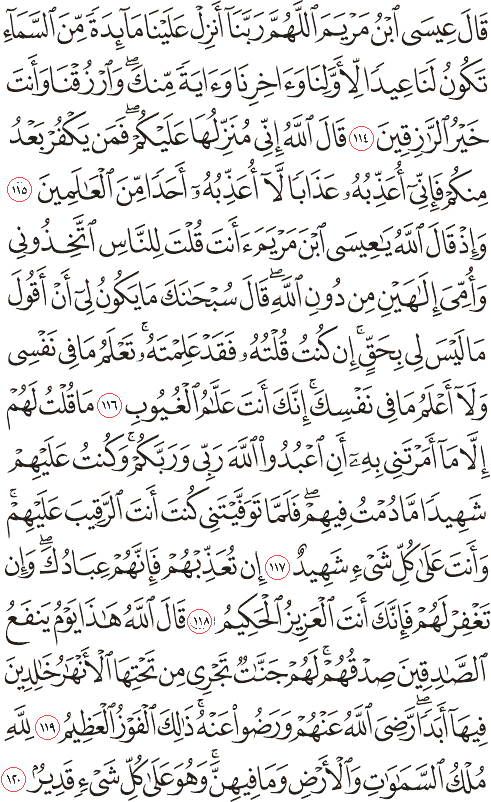 قَالَ عِيسَى ٱبْنُ مَرْيَمَ ٱللَّهُمَّ رَبَّنَآ أَنزِلْ عَلَيْنَا مَآئِدَةً مِّنَ ٱلسَّمَآءِ
تَكُونُ لَنَا عِيدًا لِّأَوَّلِنَا وَءَاخِرِنَا وَءَايَةً مِّنكَ ۖ وَٱرْزُقْنَا وَأَنتَ
خَيْرُ ٱلرَّٰزِقِينَ ١١٤ قَالَ ٱللَّهُ إِنِّى مُنَزِّلُهَا عَلَيْكُمْ ۖ فَمَن يَكْفُرْ بَعْدُ
مِنكُمْ فَإِنِّىٓ أُعَذِّبُهُۥ عَذَابًا لَّآ أُعَذِّبُهُۥٓ أَحَدًا مِّنَ ٱلْعَٰلَمِينَ ١١٥
وَإِذْ قَالَ ٱللَّهُ يَٰعِيسَى ٱبْنَ مَرْيَمَ ءَأَنتَ قُلْتَ لِلنَّاسِ ٱتَّخِذُونِى
وَأُمِّىَ إِلَٰهَيْنِ مِن دُونِ ٱللَّهِ ۖ قَالَ سُبْحَٰنَكَ مَا يَكُونُ لِىٓ أَنْ أَقُولَ
مَا لَيْسَ لِى بِحَقٍّ ۚ إِن كُنتُ قُلْتُهُۥ فَقَدْ عَلِمْتَهُۥ ۚ تَعْلَمُ مَا فِى نَفْسِى
وَلَآ أَعْلَمُ مَا فِى نَفْسِكَ ۚ إِنَّكَ أَنتَ عَلَّٰمُ ٱلْغُيُوبِ ١١٦ مَا قُلْتُ لَهُمْ
إِلَّا مَآ أَمَرْتَنِى بِهِۦٓ أَنِ ٱعْبُدُوا۟ ٱللَّهَ رَبِّى وَرَبَّكُمْ ۚ وَكُنتُ عَلَيْهِمْ
شَهِيدًا مَّا دُمْتُ فِيهِمْ ۖ فَلَمَّا تَوَفَّيْتَنِى كُنتَ أَنتَ ٱلرَّقِيبَ عَلَيْهِمْ ۚ
وَأَنتَ عَلَىٰ كُلِّ شَىْءٍ شَهِيدٌ ١١٧ إِن تُعَذِّبْهُمْ فَإِنَّهُمْ عِبَادُكَ ۖ وَإِن
تَغْفِرْ لَهُمْ فَإِنَّكَ أَنتَ ٱلْعَزِيزُ ٱلْحَكِيمُ ١١٨ قَالَ ٱللَّهُ هَٰذَا يَوْمُ يَنفَعُ
ٱلصَّٰدِقِينَ صِدْقُهُمْ ۚ لَهُمْ جَنَّٰتٌ تَجْرِى مِن تَحْتِهَا ٱلْأَنْهَٰرُ خَٰلِدِينَ
فِيهَآ أَبَدًا ۚ رَّضِىَ ٱللَّهُ عَنْهُمْ وَرَضُوا۟ عَنْهُ ۚ ذَٰلِكَ ٱلْفَوْزُ ٱلْعَظِيمُ ١١٩ لِلَّهِ
مُلْكُ ٱلسَّمَٰوَٰتِ وَٱلْأَرْضِ وَمَا فِيهِنَّ ۚ وَهُوَ عَلَىٰ كُلِّ شَىْءٍ قَدِيرٌۢ ١٢٠